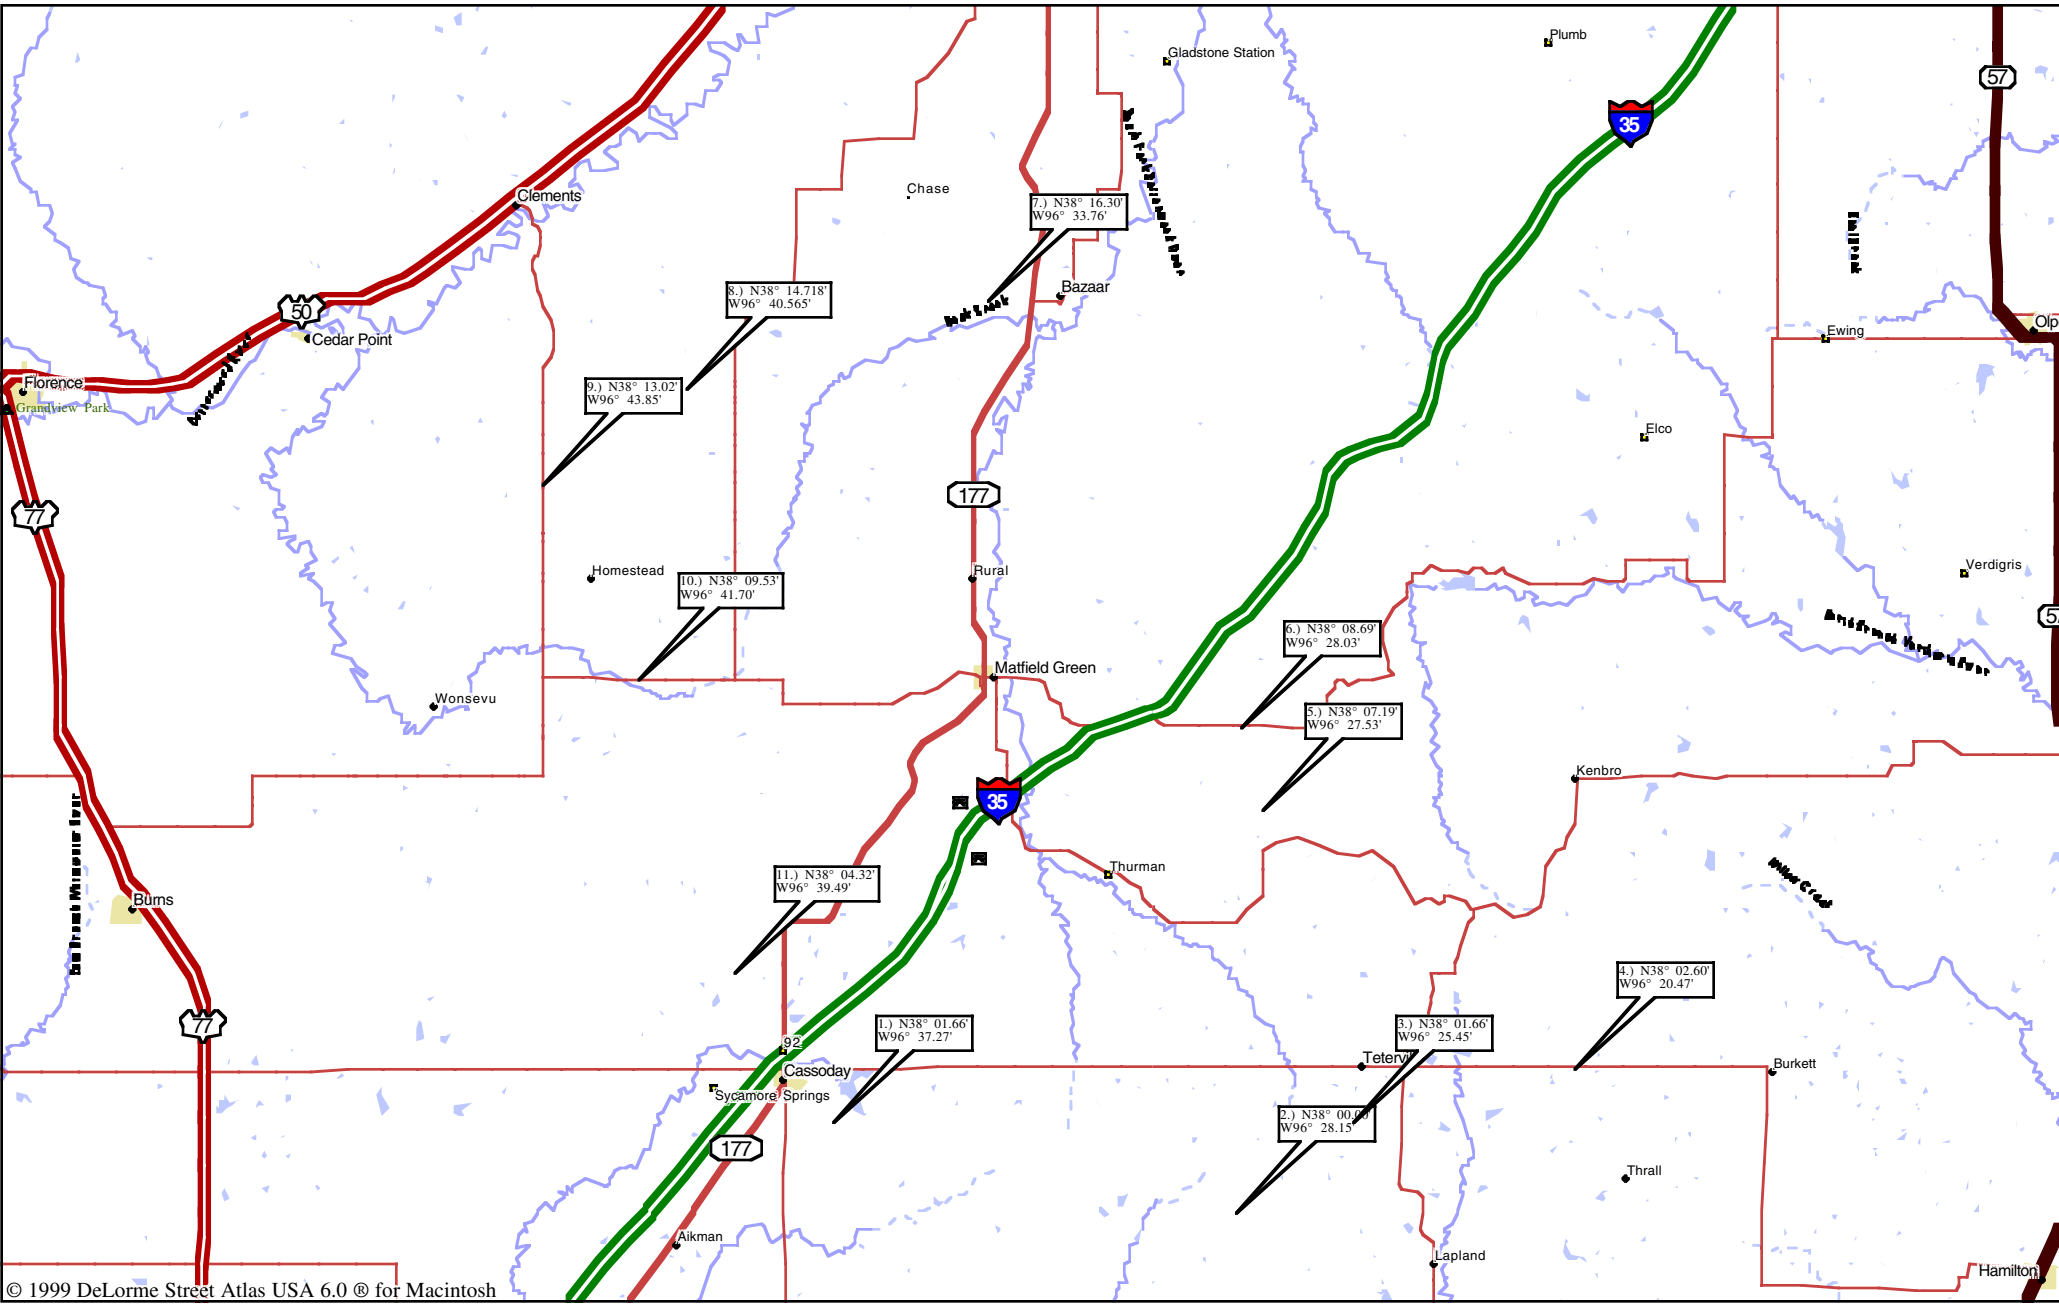 Plumb
Gladstone Station
57
35
Chase
Clements
7.) N38° 16.30'
W96° 33.76'
8.) N38° 14.718'
W96° 40.565'
Bazaar
50
Cedar Point
Ewing
Olp
Florence
Grandview Park
9.) N38° 13.02'
W96° 43.85'
Elco
177
77
Homestead
Rural
Verdigris
10.) N38° 09.53'
W96° 41.70'
57
6.) N38° 08.69'
W96° 28.03'
Matfield Green
Wonsevu
5.) N38° 07.19'
W96° 27.53'
Kenbro
35
Thurman
11.) N38° 04.32'
W96° 39.49'
Burns
4.) N38° 02.60'
W96° 20.47'
77
1.) N38° 01.66'
W96° 37.27'
3.) N38° 01.66'
W96° 25.45'
92
Cassoday
Burkett
Sycamore Springs
2.) N38°
W96° 28.15'
177
Thrall
Aikman
Lapland
Hamilton
© 1999 DeLorme Street Atlas USA 6.0 ® for Macintosh